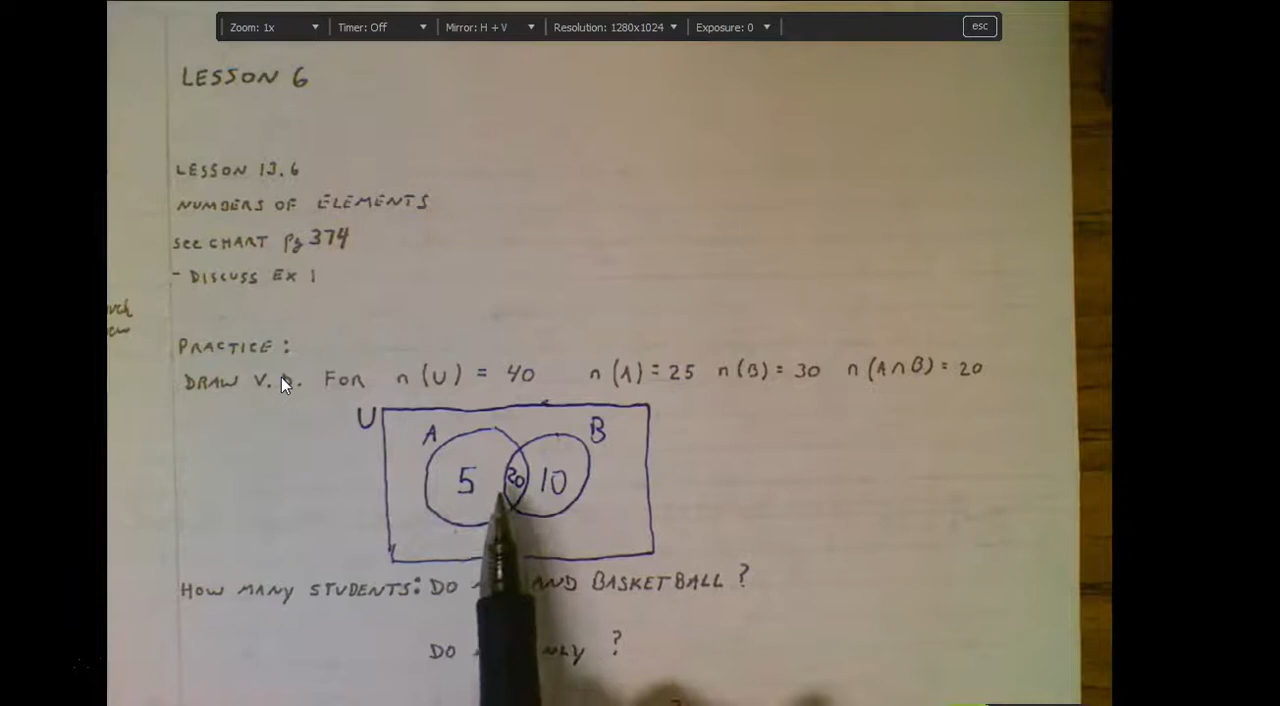 Zoom: 1x Timer: Off Mirror: H + V Resolution: 1280x1024 Exposure: 0 esc
LESSON 6
LESSON 13.6
NUMBERS OF ELEMENTS
see CHART Pg 374
- DISCUSS EX 1
PRACTICE:
DRAW V. FOR n(U) = 40 n(A) = 25 n(B) = 30 n(A∩B) = 20
U
A B
5 20 10
HOW MANY STUDENTS: DO AND BASKETBALL?
DO ?